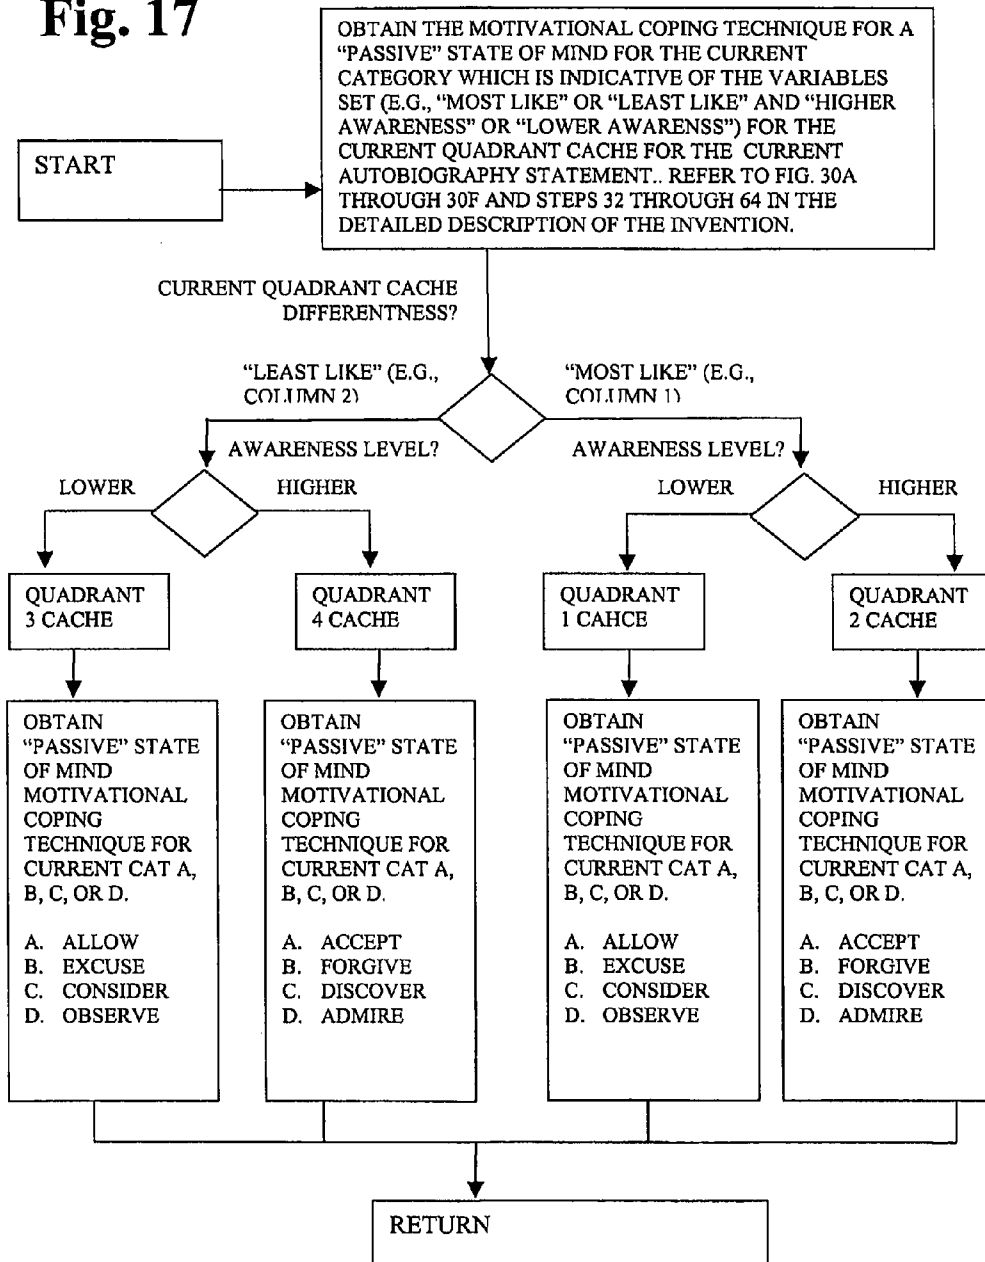 Fig. 17
OBTAIN THE MOTIVATIONAL COPING TECHNIQUE FOR A
“PASSIVE” STATE OF MIND FOR THE CURRENT
CATEGORY WHICH IS INDICATIVE OF THE VARIABLES
SET (E.G., “MOST LIKE” OR “LEAST LIKE” AND “HIGHER
AWARENESS” OR “LOWER AWARENSS”) FOR THE
CURRENT QUADRANT CACHE FOR THE CURRENT
AUTOBIOGRAPHY STATEMENT.. REFER TO FIG. 30A
THROUGH 30F AND STEPS 32 THROUGH 64 IN THE
DETAILED DESCRIPTION OF THE INVENTION.
START
CURRENT QUADRANT CACHE
DIFFERENTNESS?
“LEAST LIKE” (E.G.,
COLUMN 2)
“MOST LIKE” (E.G.,
COLUMN 1)
AWARENESS LEVEL?
AWARENESS LEVEL?
LOWER
HIGHER
LOWER
HIGHER
QUADRANT
3 CACHE
QUADRANT
4 CACHE
QUADRANT
1 CAHCE
QUADRANT
2 CACHE
OBTAIN
“PASSIVE” STATE
OF MIND
MOTIVATIONAL
COPING
TECHNIQUE FOR
CURRENT CAT A,
B, C, OR D.
A. ALLOW
B. EXCUSE
C. CONSIDER
D. OBSERVE
OBTAIN
“PASSIVE” STATE
OF MIND
MOTIVATIONAL
COPING
TECHNIQUE FOR
CURRENT CAT A,
B, C, OR D.
A. ACCEPT
B. FORGIVE
C. DISCOVER
D. ADMIRE
OBTAIN
“PASSIVE” STATE
OF MIND
MOTIVATIONAL
COPING
TECHNIQUE FOR
CURRENT CAT A,
B, C, OR D.
A. ALLOW
B. EXCUSE
C. CONSIDER
D. OBSERVE
OBTAIN
“PASSIVE” STATE
OF MIND
MOTIVATIONAL
COPING
TECHNIQUE FOR
CURRENT CAT A,
B, C, OR D.
A. ACCEPT
B. FORGIVE
C. DISCOVER
D. ADMIRE
RETURN